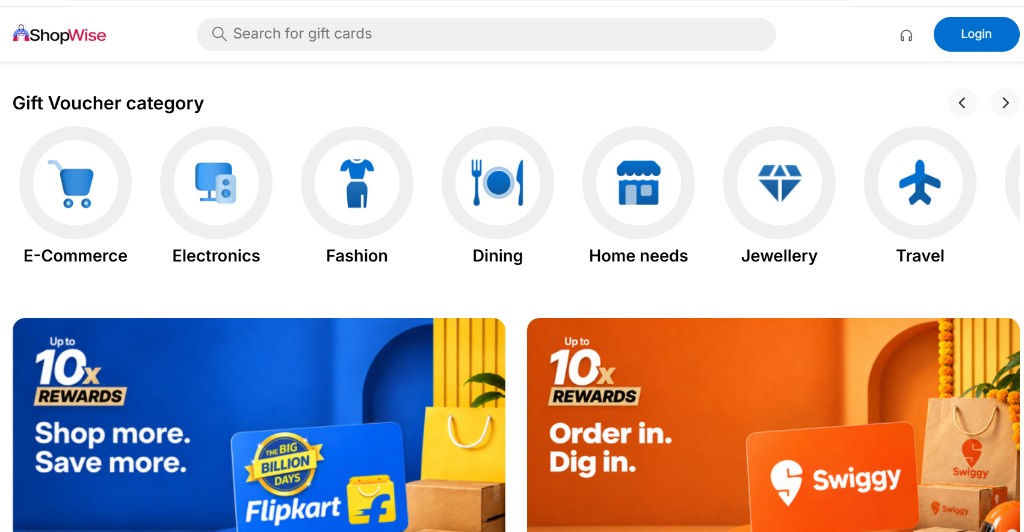 ShopWise
Search for gift cards
Login
Gift Voucher category
E-Commerce
Electronics
Fashion
Dining
Home needs
Jewellery
Travel
Up to
10x
REWARDS
Shop more.
Save more.
THE BIG
BILLION
DAYS
Flipkart
Up to
10x
REWARDS
Order in.
Dig in.
Swiggy
Swiggy
Swiggy